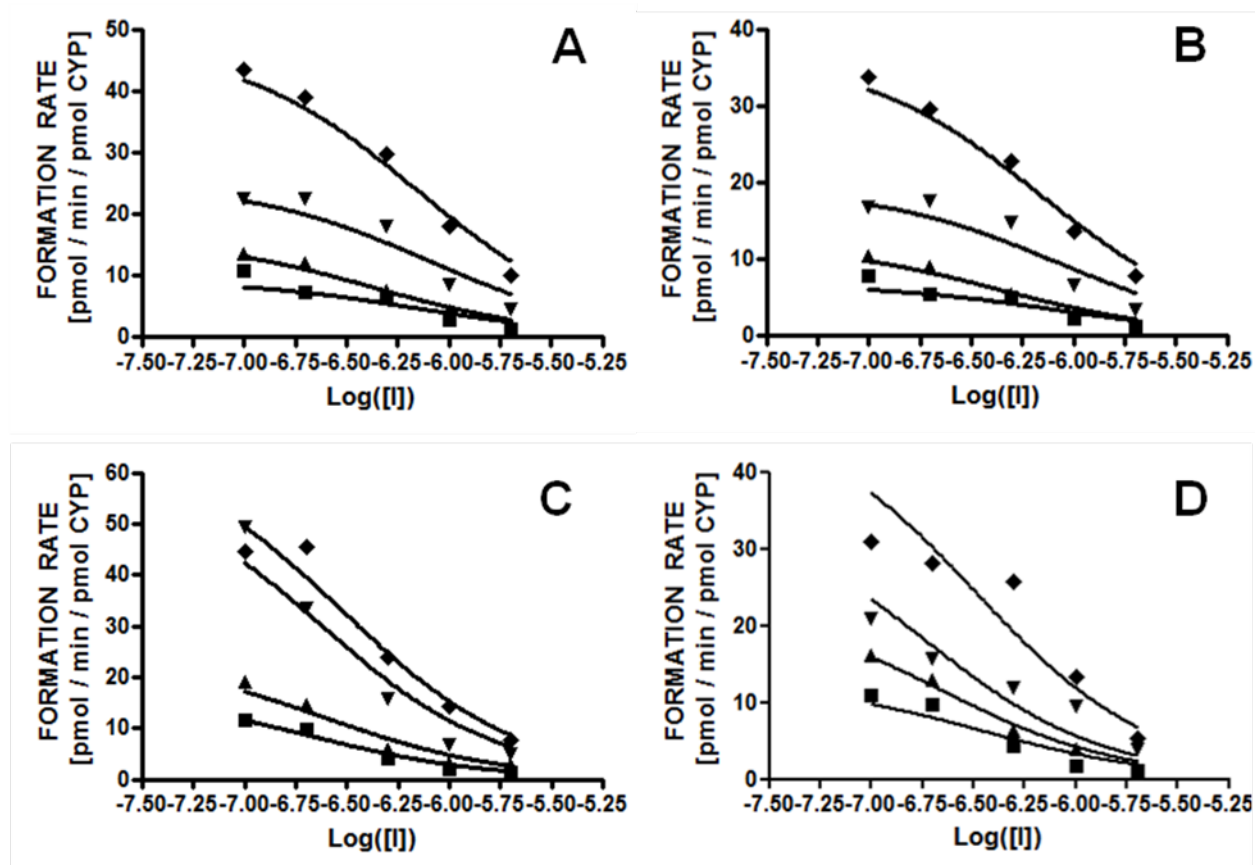 A
50
40
30
20
10
0
FORMATION RATE
[pmol / min / pmol CYP]
-7.50-7.25-7.00-6.75-6.50-6.25-6.00-5.75-5.50-5.25
Log([I])
B
40
30
20
10
0
FORMATION RATE
[pmol / min / pmol CYP]
-7.50-7.25-7.00-6.75-6.50-6.25-6.00-5.75-5.50-5.25
Log([I])
C
60
50
40
30
20
10
0
FORMATION RATE
[pmol / min / pmol CYP]
-7.50-7.25-7.00-6.75-6.50-6.25-6.00-5.75-5.50-5.25
Log([I])
D
40
30
20
10
0
FORMATION RATE
[pmol / min / pmol CYP]
-7.50-7.25-7.00-6.75-6.50-6.25-6.00-5.75-5.50-5.25
Log([I])